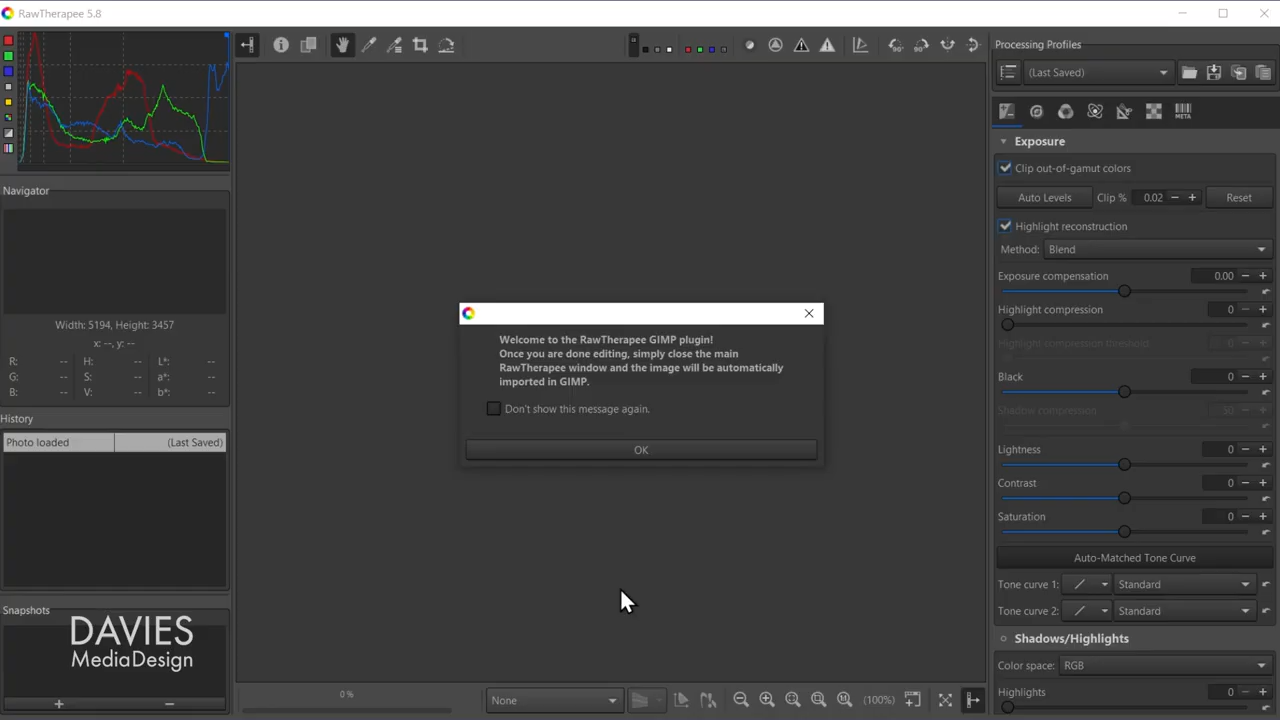 RawTherapee 5.8
Processing Profiles
(Last Saved)
META
Navigator
Width: 5194, Height: 3457
x: --, y: --
R: -- H: -- L*: --
G: -- S: -- a*: --
B: -- V: -- b*: --
History
Photo loaded (Last Saved)
Snapshots
DAVIES
MediaDesign
Welcome to the RawTherapee GIMP plugin!
Once you are done editing, simply close the main
RawTherapee window and the image will be automatically
imported in GIMP.
Don't show this message again.
OK
0 %
None
(100%)
Exposure
Clip out-of-gamut colors
Auto Levels Clip % 0.02 Reset
Highlight reconstruction
Method: Blend
Exposure compensation 0.00
Highlight compression 0
Highlight compression threshold 0
Black 0
Shadow compression 50
Lightness 0
Contrast 0
Saturation 0
Auto-Matched Tone Curve
Tone curve 1: Standard
Tone curve 2: Standard
Shadows/Highlights
Color space: RGB
Highlights 0